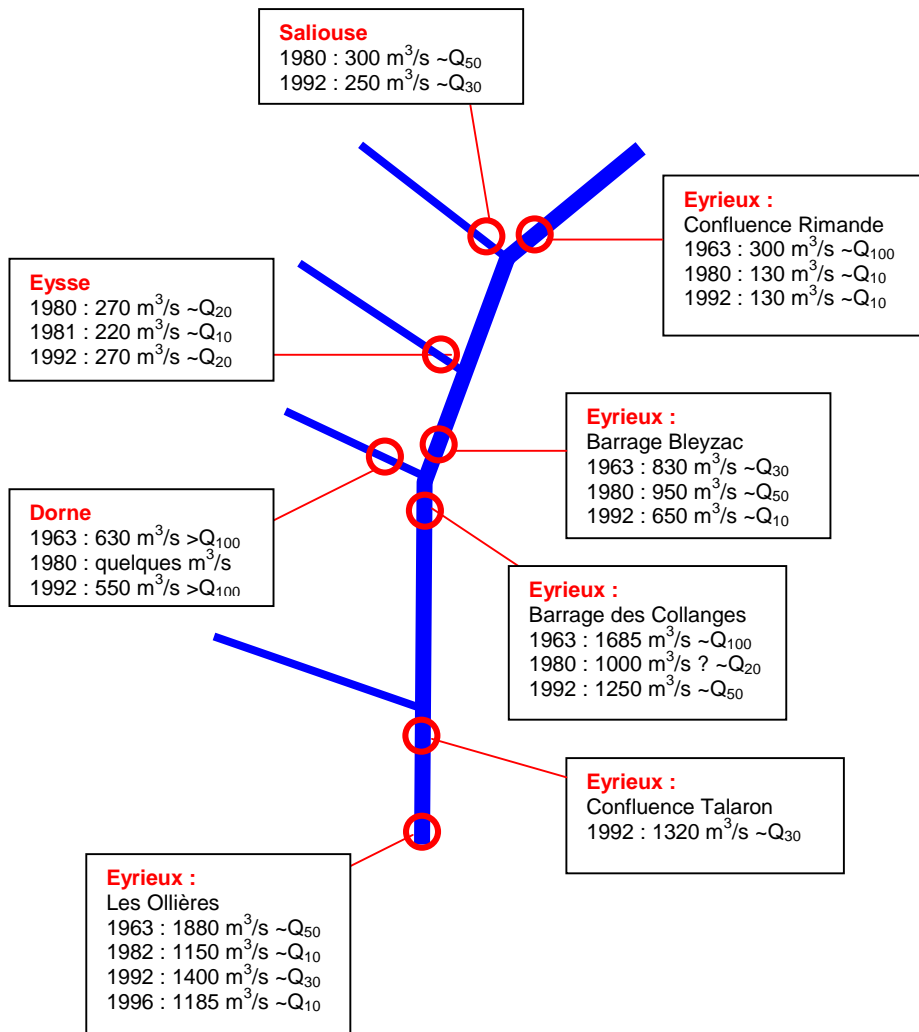 Saliouse
1980 : 300 m³/s ~Q₅₀
1992 : 250 m³/s ~Q₃₀
Eyrieux :
Confluence Rimande
1963 : 300 m³/s ~Q₁₀₀
1980 : 130 m³/s ~Q₁₀
1992 : 130 m³/s ~Q₁₀
Eysse
1980 : 270 m³/s ~Q₂₀
1981 : 220 m³/s ~Q₁₀
1992 : 270 m³/s ~Q₂₀
Eyrieux :
Barrage Bleyzac
1963 : 830 m³/s ~Q₃₀
1980 : 950 m³/s ~Q₅₀
1992 : 650 m³/s ~Q₁₀
Dorne
1963 : 630 m³/s >Q₁₀₀
1980 : quelques m³/s
1992 : 550 m³/s >Q₁₀₀
Eyrieux :
Barrage des Collanges
1963 : 1685 m³/s ~Q₁₀₀
1980 : 1000 m³/s ? ~Q₂₀
1992 : 1250 m³/s ~Q₅₀
Eyrieux :
Confluence Talaron
1992 : 1320 m³/s ~Q₃₀
Eyrieux :
Les Ollières
1963 : 1880 m³/s ~Q₅₀
1982 : 1150 m³/s ~Q₁₀
1992 : 1400 m³/s ~Q₃₀
1996 : 1185 m³/s ~Q₁₀